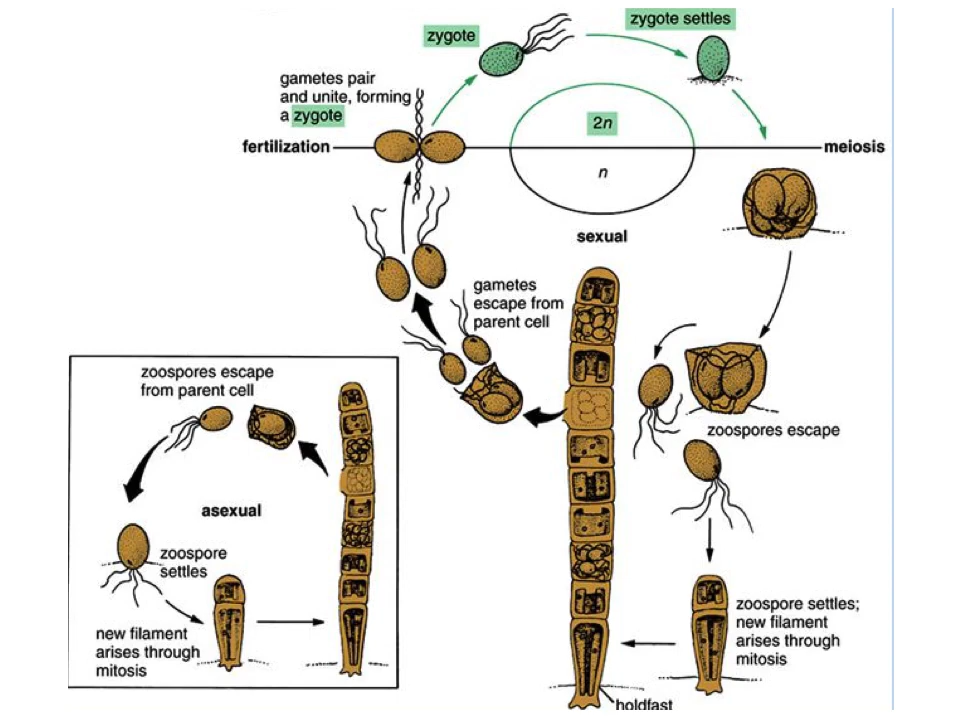 zygote
zygote settles
gametes pair
and unite, forming
a zygote
2n
fertilization
meiosis
n
sexual
gametes
escape from
parent cell
zoospores escape
from parent cell
zoospores escape
asexual
zoospore
settles
new filament
arises through
mitosis
zoospore settles;
new filament
arises through
mitosis
holdfast